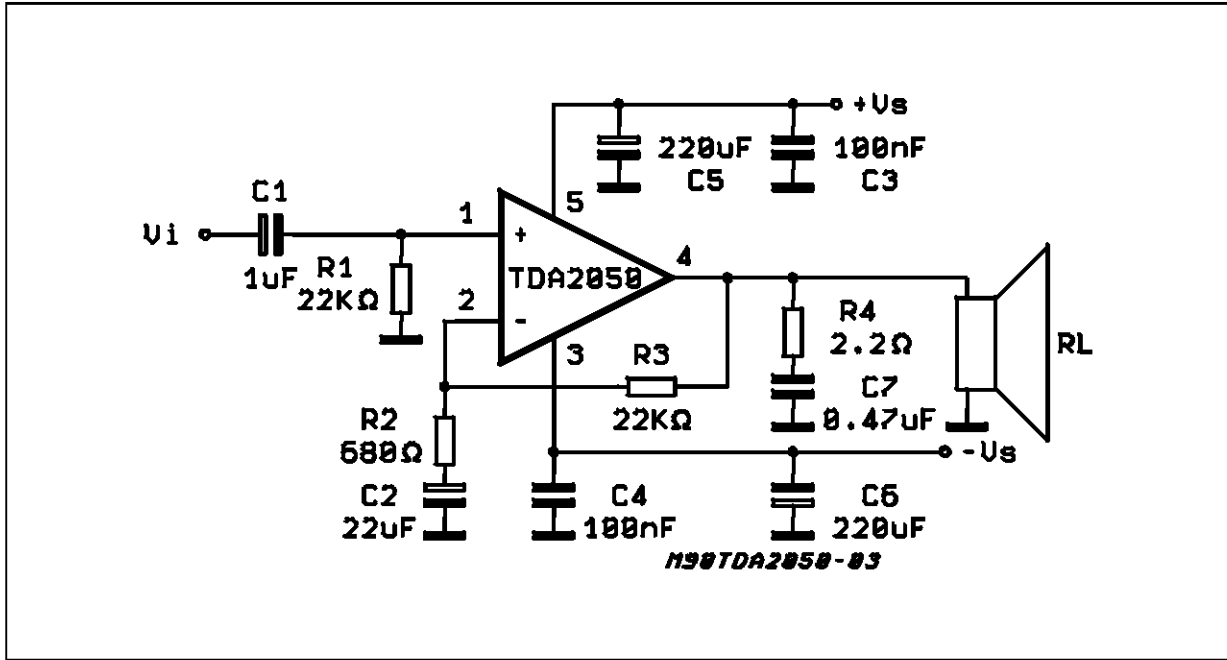 +Vs
220uF
C5
100nF
C3
C1
Vi
1uF
R1
22KΩ
1
2
+
-
TDA2050
5
4
3
R4
2.2Ω
RL
R3
22KΩ
C7
0.47uF
R2
680Ω
-Vs
C2
22uF
C4
100nF
C6
220uF
M90TDA2050-03